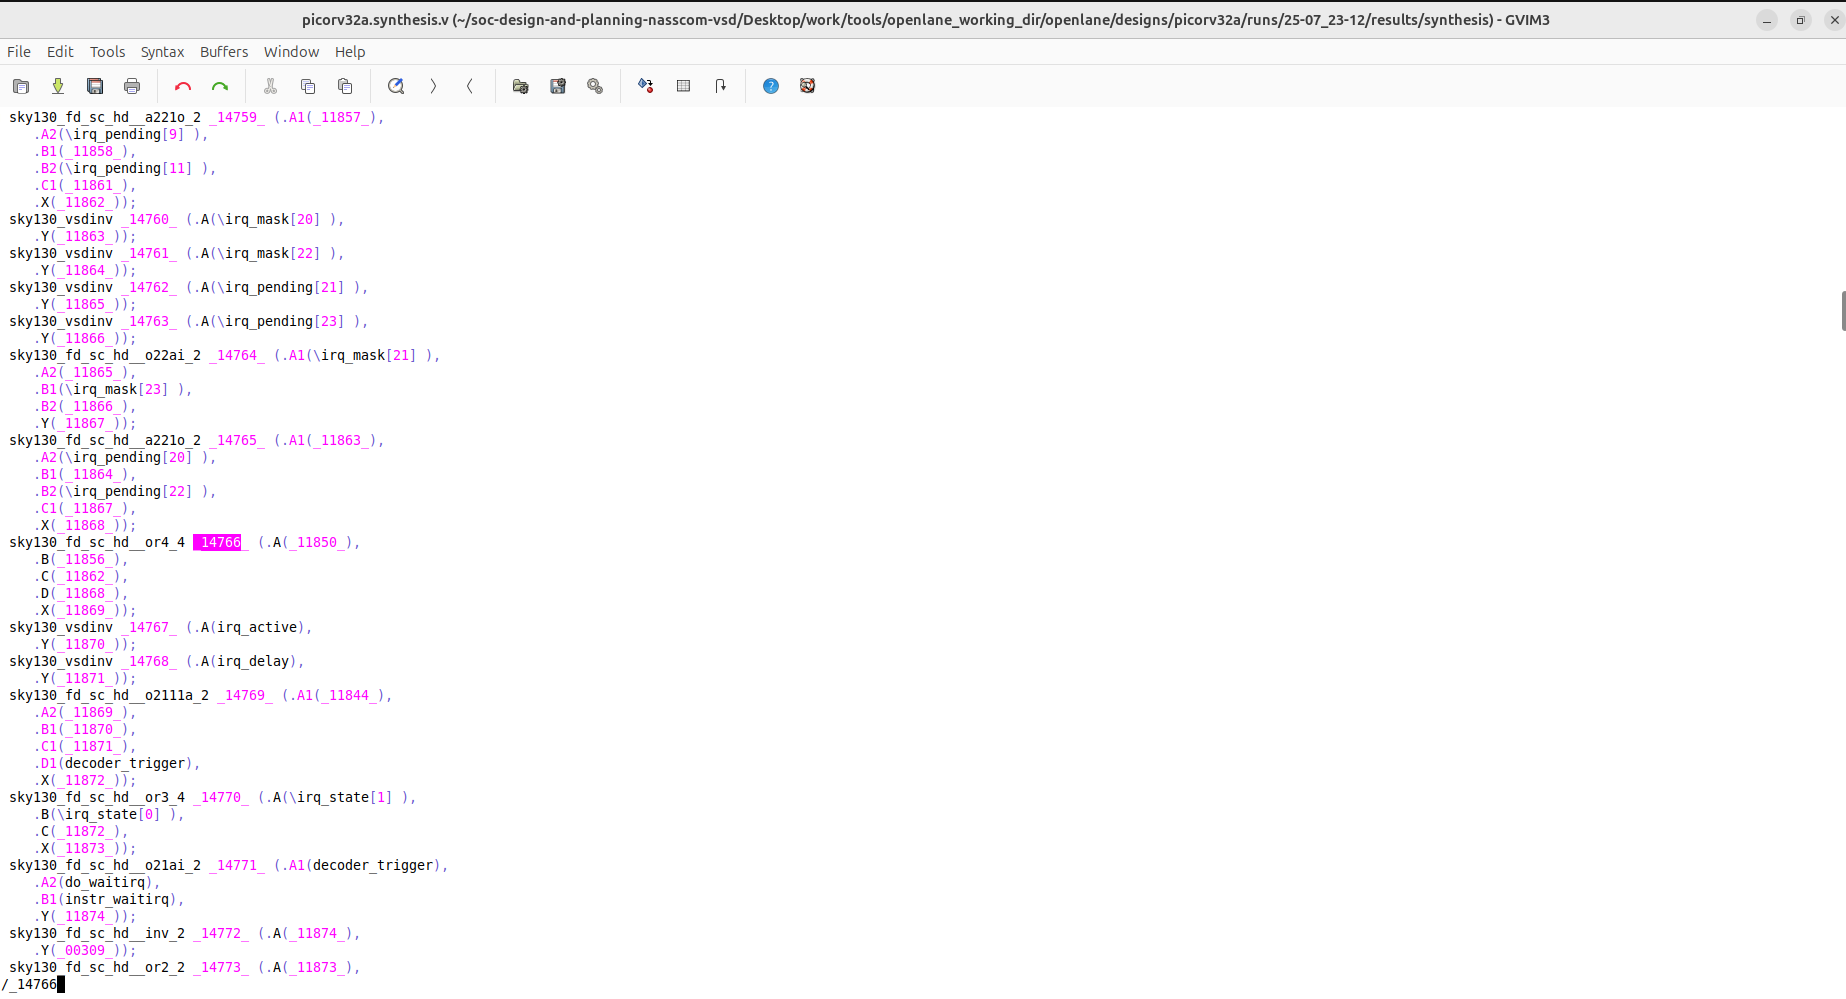 picorv32a.synthesis.v (~/soc-design-and-planning-nasscom-vsd/Desktop/work/tools/openlane_working_dir/openlane/designs/picorv32a/runs/25-07_23-12/results/synthesis) - GVIM3
File Edit Tools Syntax Buffers Window Help
sky130_fd_sc_hd__a221o_2 _14759_ (.A1(_11857_),
.A2(\irq_pending[9] ),
.B1(_11858_),
.B2(\irq_pending[11] ),
.C1(_11861_),
.X(_11862_));
sky130_vsdinv _14760_ (.A(\irq_mask[20] ),
.Y(_11863_));
sky130_vsdinv _14761_ (.A(\irq_mask[22] ),
.Y(_11864_));
sky130_vsdinv _14762_ (.A(\irq_pending[21] ),
.Y(_11865_));
sky130_vsdinv _14763_ (.A(\irq_pending[23] ),
.Y(_11866_));
sky130_fd_sc_hd__o22ai_2 _14764_ (.A1(\irq_mask[21] ),
.A2(_11865_),
.B1(\irq_mask[23] ),
.B2(_11866_),
.Y(_11867_));
sky130_fd_sc_hd__a221o_2 _14765_ (.A1(_11863_),
.A2(\irq_pending[20] ),
.B1(_11864_),
.B2(\irq_pending[22] ),
.C1(_11867_),
.X(_11868_));
sky130_fd_sc_hd__or4_4 _14766_ (.A(_11850_),
.B(_11856_),
.C(_11862_),
.D(_11868_),
.X(_11869_));
sky130_vsdinv _14767_ (.A(irq_active),
.Y(_11870_));
sky130_vsdinv _14768_ (.A(irq_delay),
.Y(_11871_));
sky130_fd_sc_hd__o2111a_2 _14769_ (.A1(_11844_),
.A2(_11869_),
.B1(_11870_),
.C1(_11871_),
.D1(decoder_trigger),
.X(_11872_));
sky130_fd_sc_hd__or3_4 _14770_ (.A(\irq_state[1] ),
.B(\irq_state[0] ),
.C(_11872_),
.X(_11873_));
sky130_fd_sc_hd__o21ai_2 _14771_ (.A1(decoder_trigger),
.A2(do_waitirq),
.B1(instr_waitirq),
.Y(_11874_));
sky130_fd_sc_hd__inv_2 _14772_ (.A(_11874_),
.Y(_00309_));
sky130_fd_sc_hd__or2_2 _14773_ (.A(_11873_),
/_14766